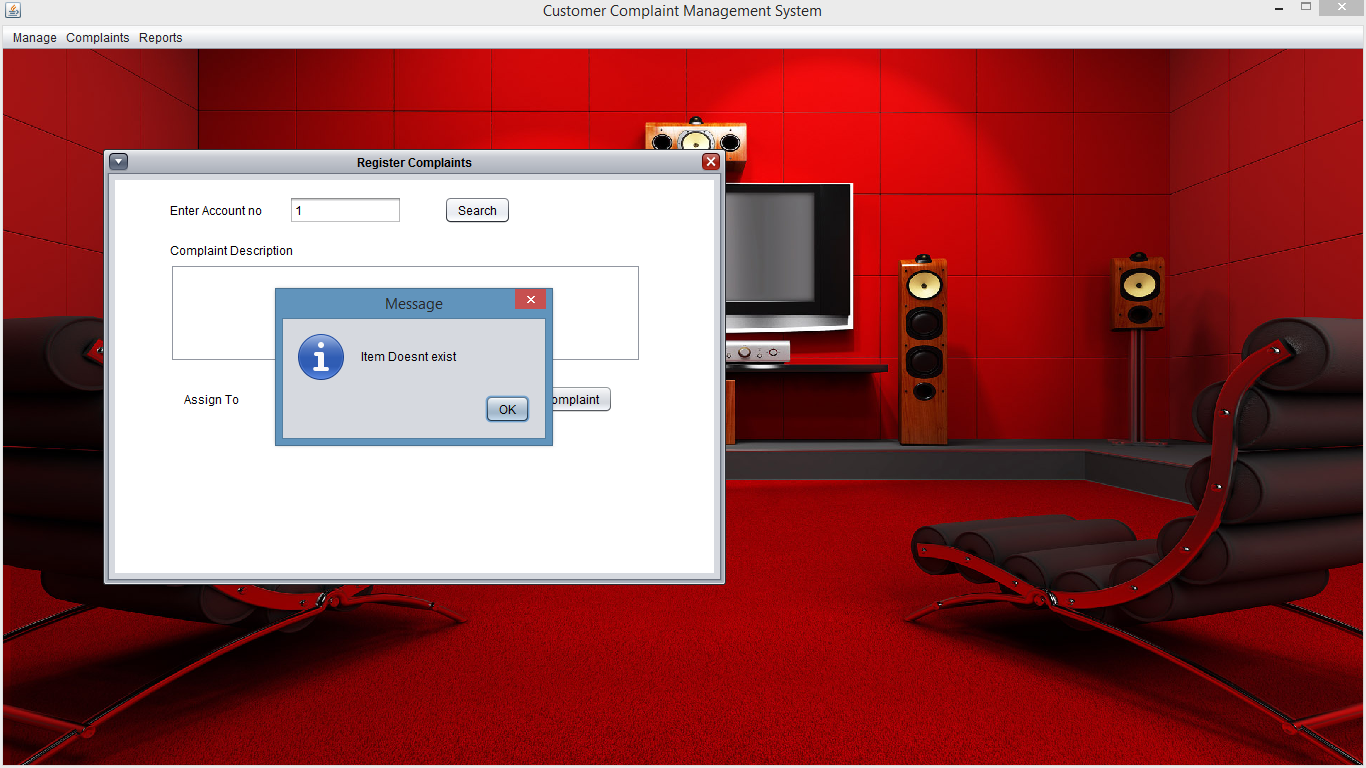 Customer Complaint Management System
Manage Complaints Reports
Register Complaints
Enter Account no 1 Search
Complaint Description
Message
Item Doesnt exist
OK
Assign To